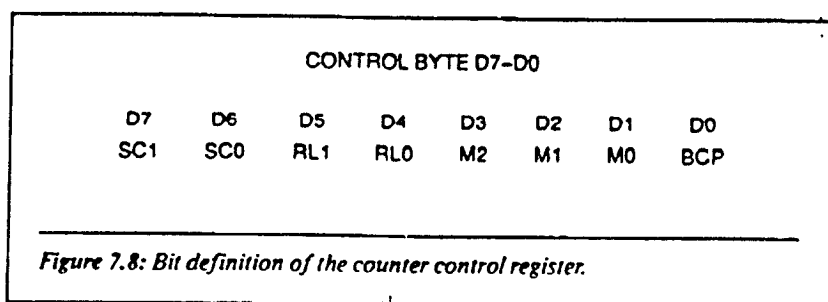 CONTROL BYTE D7-D0
D7 D6 D5 D4 D3 D2 D1 D0
SC1 SC0 RL1 RL0 M2 M1 M0 BCP
Figure 7.8: Bit definition of the counter control register.